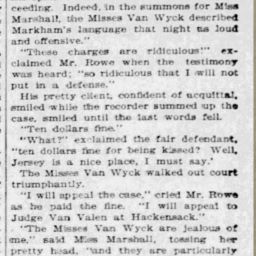 ceeding. Indeed, in the summons for Miss
Marshall, the Misses Van Wyck described
Markham's language that night as loud
and offensive."
"These charges are ridiculous!" ex-
claimed Mr. Rowe when the testimony
was heard; "so ridiculous that I will not
put in a defense."
His pretty client, confident of acquittal,
smiled while the recorder summed up the
case, smiled until the last words fell.
"Ten dollars fine."
"What?" exclaimed the fair defendant,
"ten dollars fine for being kissed? Well,
Jersey is a nice place, I must say."
The Misses Van Wyck walked out court
triumphantly.
"I will appeal the case," cried Mr. Rowe
as he paid the fine. "I will appeal to
Judge Van Valen at Hackensack."
"The Misses Van Wyck are jealous of
me," said Miss Marshall, tossing her
pretty head, "and they are particularly